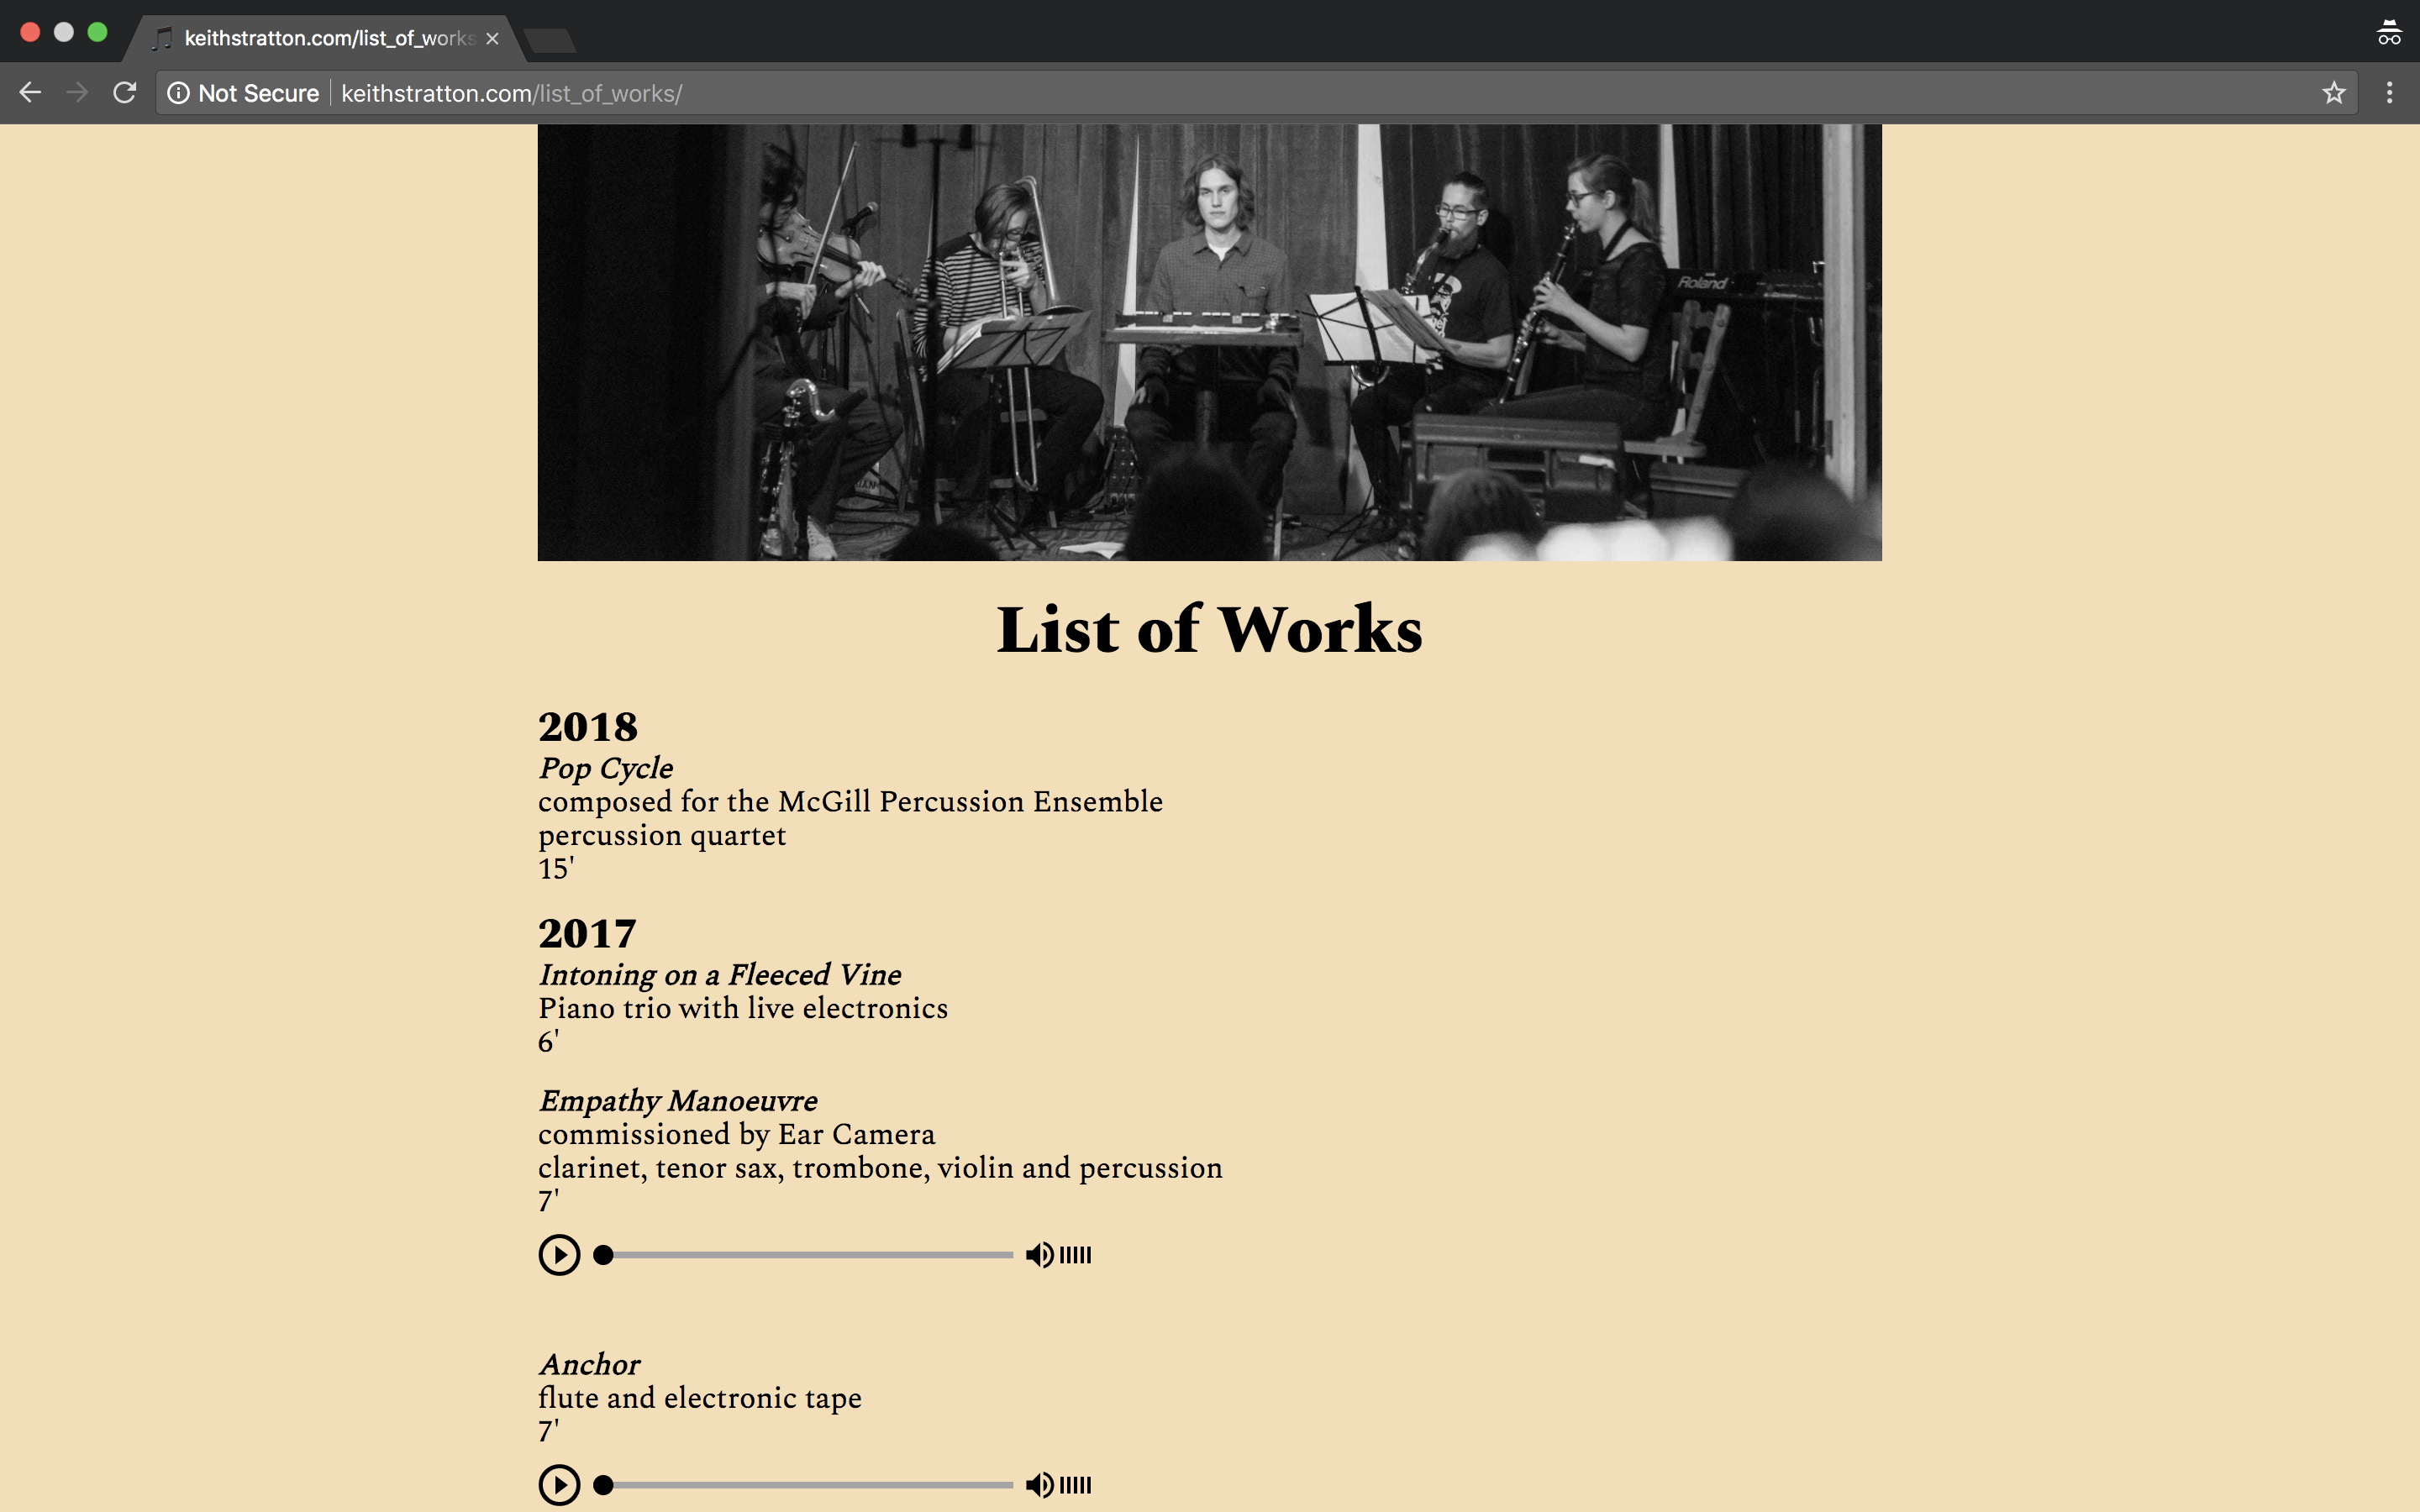 keithstratton.com/list_of_works
Not Secure
keithstratton.com/list_of_works/
Roland
List of Works
2018
Pop Cycle
composed for the McGill Percussion Ensemble
percussion quartet
15'
2017
Intoning on a Fleeced Vine
Piano trio with live electronics
6'
Empathy Manoeuvre
commissioned by Ear Camera
clarinet, tenor sax, trombone, violin and percussion
7'
Anchor
flute and electronic tape
7'